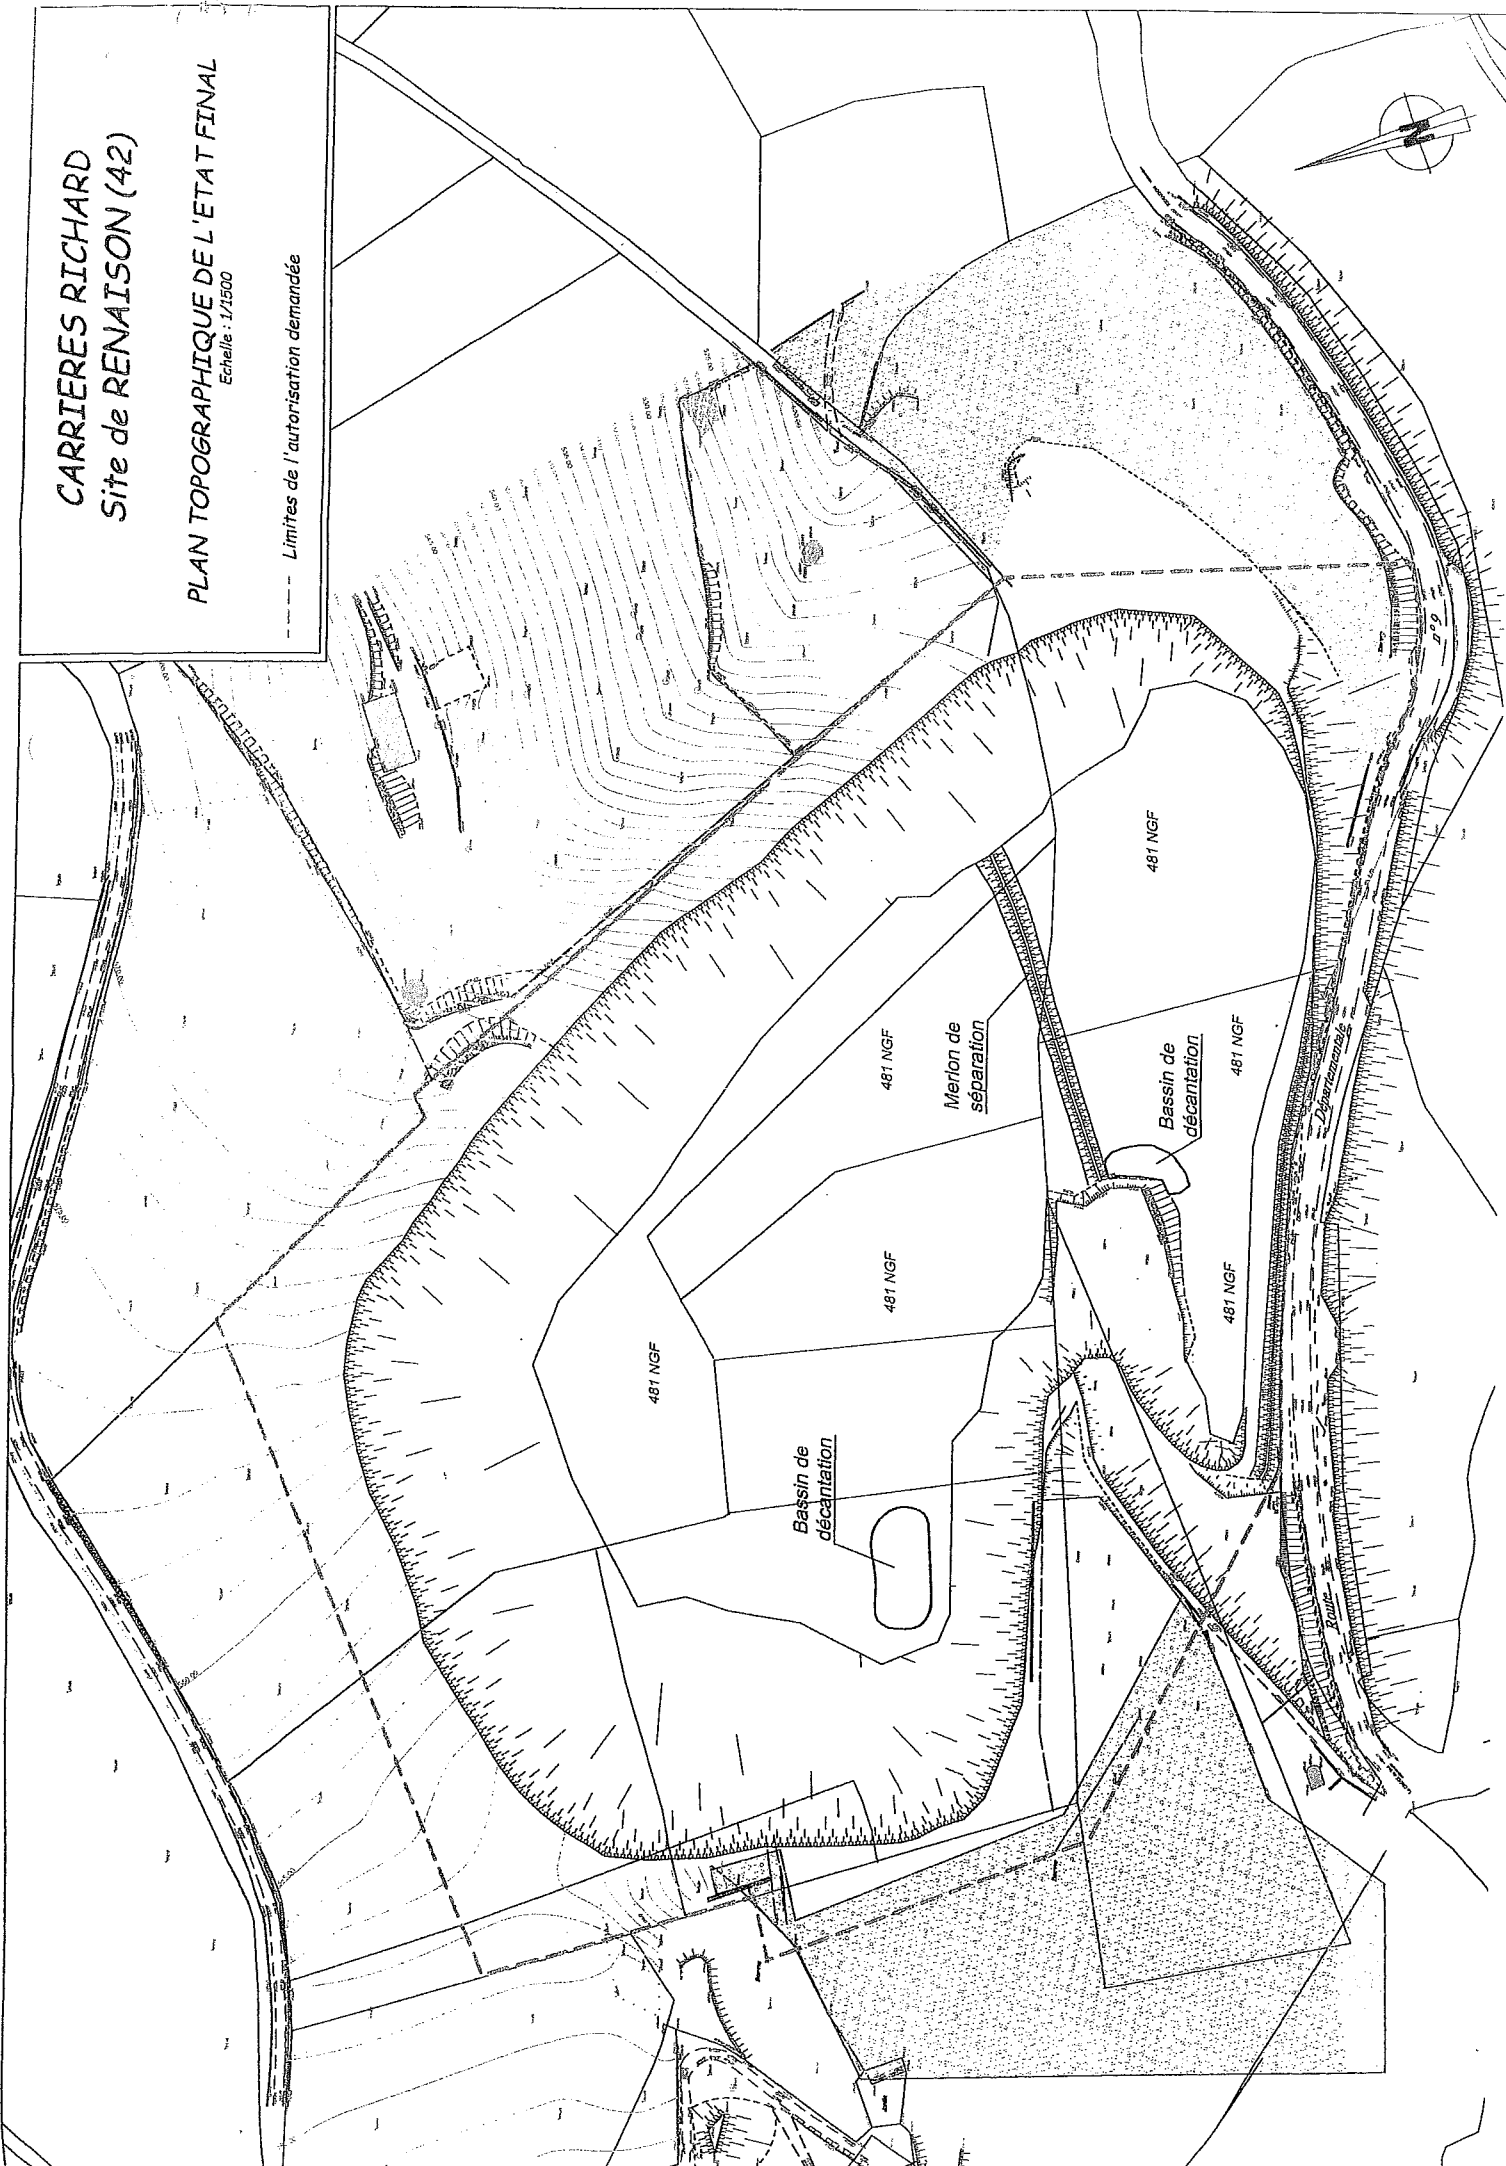 CARRIERES RICHARD
Site de RENAISON (42)
PLAN TOPOGRAPHIQUE DE L'ETAT FINAL
Echelle : 1/1500
Limites de l'autorisation demandée
N
481 NGF
481 NGF
Merlon de
séparation
Bassin de
décantation
481 NGF
481 NGF
481 NGF
481 NGF
Bassin de
décantation
Route
Départementale
n°9